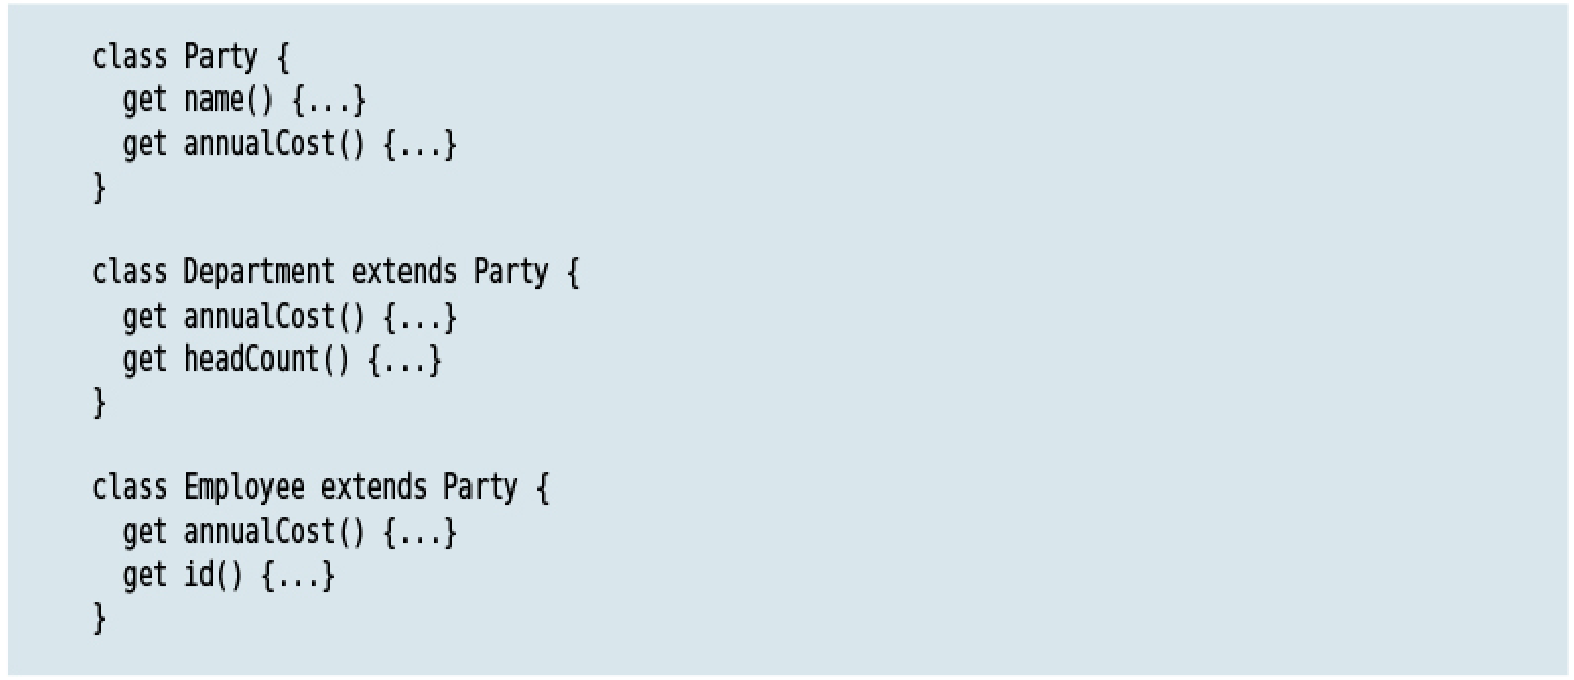 class Party {
  get name() {...}
  get annualCost() {...}
}

class Department extends Party {
  get annualCost() {...}
  get headCount() {...}
}

class Employee extends Party {
  get annualCost() {...}
  get id() {...}
}